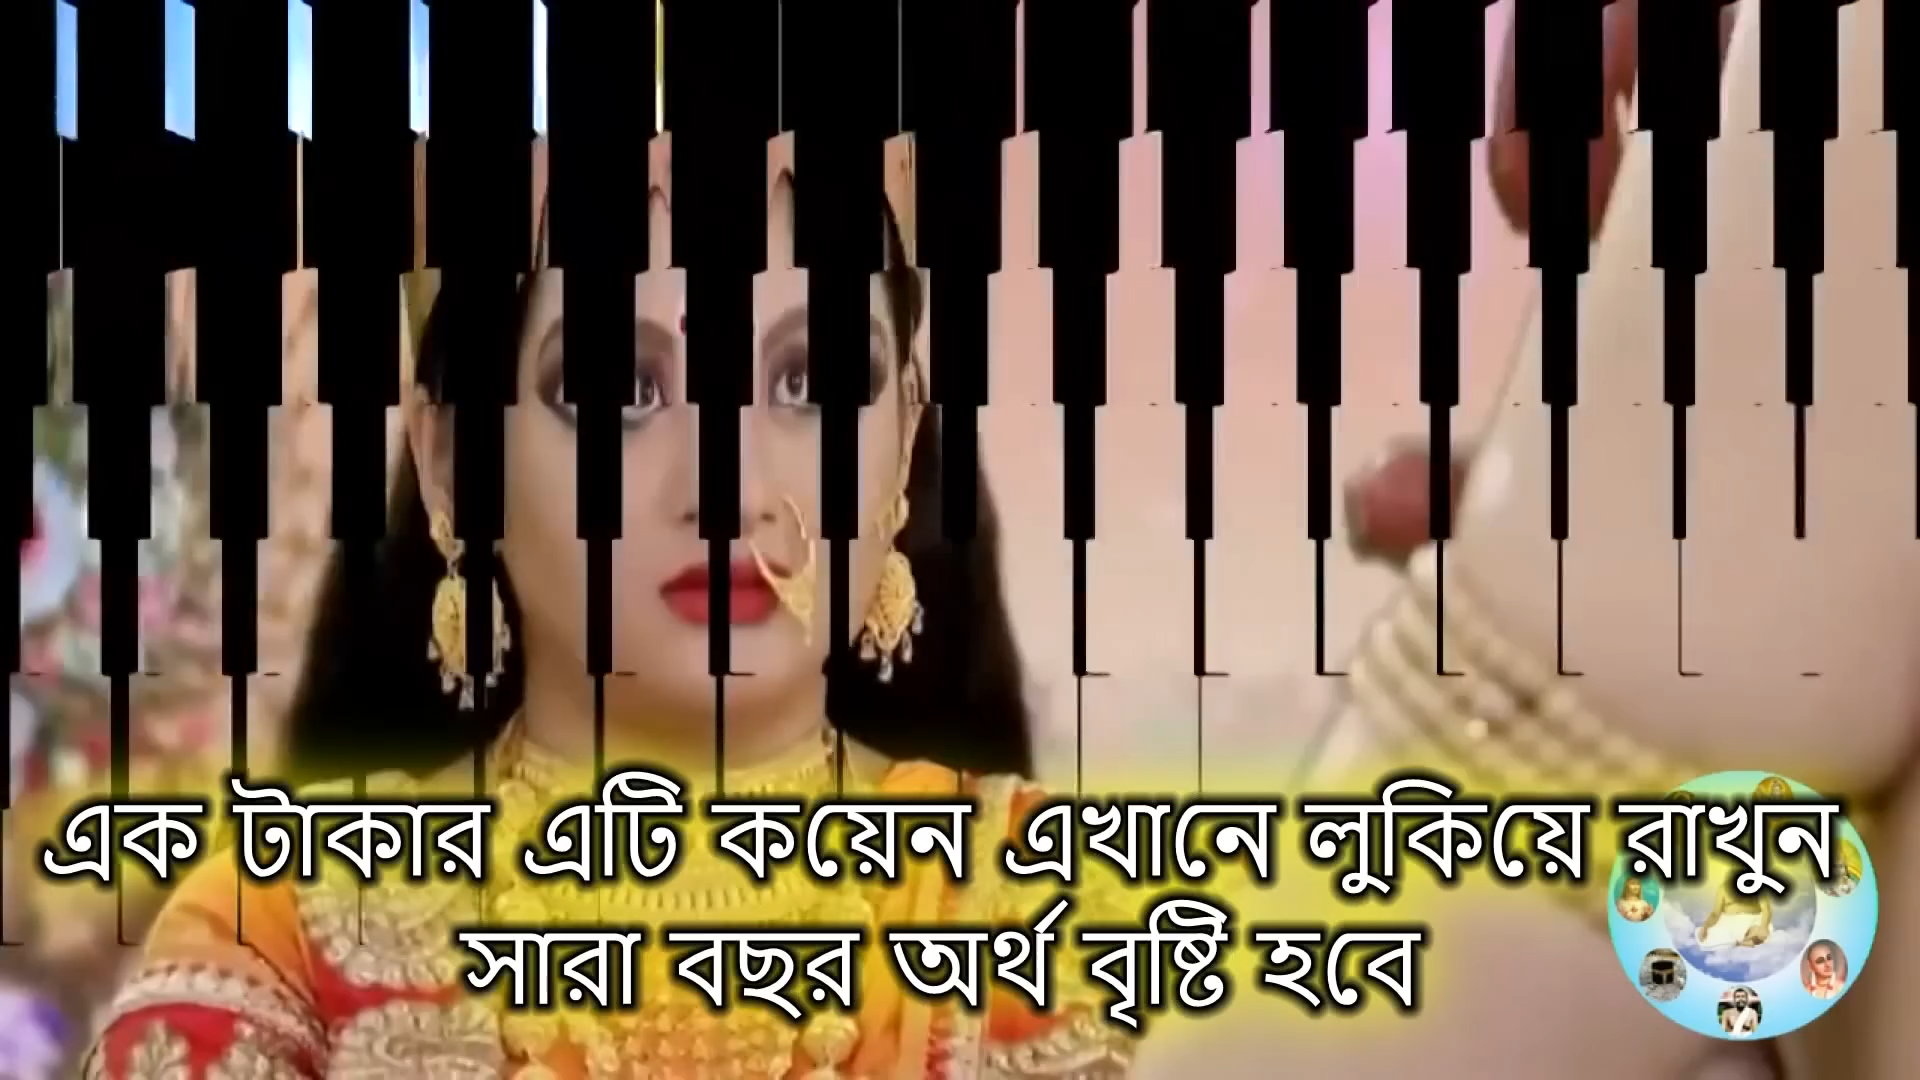 এক টাকার এটি কয়েন এখানে লুকিয়ে রাখুন
সারা বছর অর্থ বৃষ্টি হবে